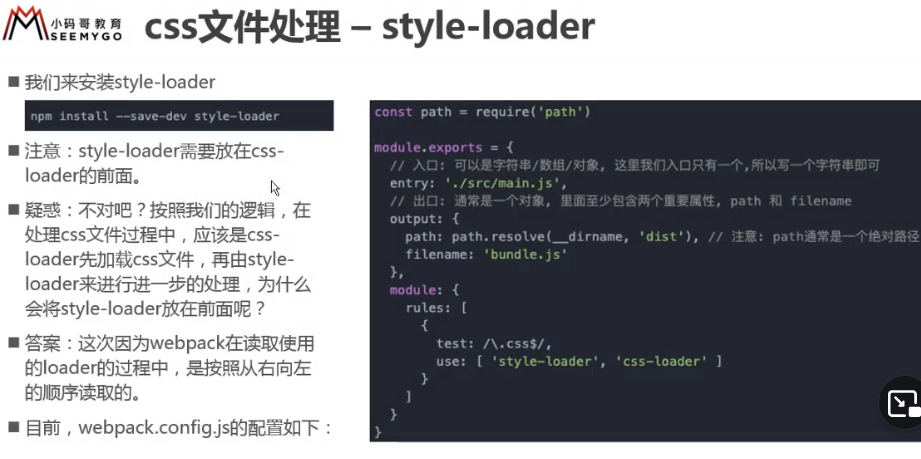 小码哥教育
SEEMYGO
css文件处理 – style-loader
■ 我们来安装style-loader
npm install --save-dev style-loader
■ 注意：style-loader需要放在css-
loader的前面。
■ 疑惑：不对吧？按照我们的逻辑，在
处理css文件过程中，应该是css-
loader先加载css文件，再由style-
loader来进行进一步的处理，为什么
会将style-loader放在前面呢？
■ 答案：这次因为webpack在读取使用
的loader的过程中，是按照从右向左
的顺序读取的。
■ 目前，webpack.config.js的配置如下：
const path = require('path')
module.exports = {
// 入口: 可以是字符串/数组/对象, 这里我们入口只有一个,所以写一个字符串即可
entry: './src/main.js',
// 出口: 通常是一个对象, 里面至少包含两个重要属性, path 和 filename
output: {
path: path.resolve(__dirname, 'dist'), // 注意: path通常是一个绝对路径
filename: 'bundle.js'
},
module: {
rules: [
{
test: /\.css$/,
use: [ 'style-loader', 'css-loader' ]
}
]
}
}